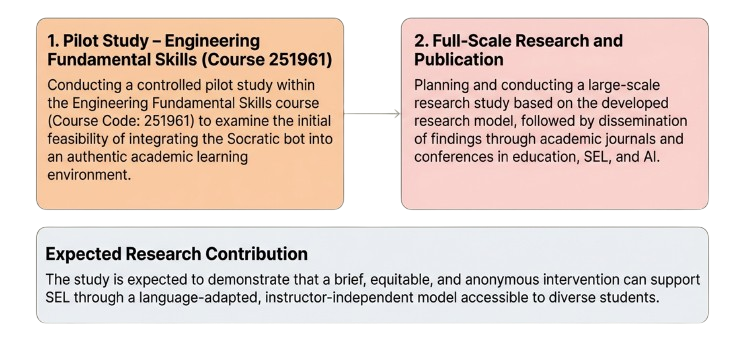 1. Pilot Study – Engineering
Fundamental Skills (Course 251961)
Conducting a controlled pilot study within
the Engineering Fundamental Skills course
(Course Code: 251961) to examine the initial
feasibility of integrating the Socratic bot into
an authentic academic learning
environment.
2. Full-Scale Research and
Publication
Planning and conducting a large-scale
research study based on the developed
research model, followed by dissemination
of findings through academic journals and
conferences in education, SEL, and AI.
Expected Research Contribution
The study is expected to demonstrate that a brief, equitable, and anonymous intervention can support
SEL through a language-adapted, instructor-independent model accessible to diverse students.